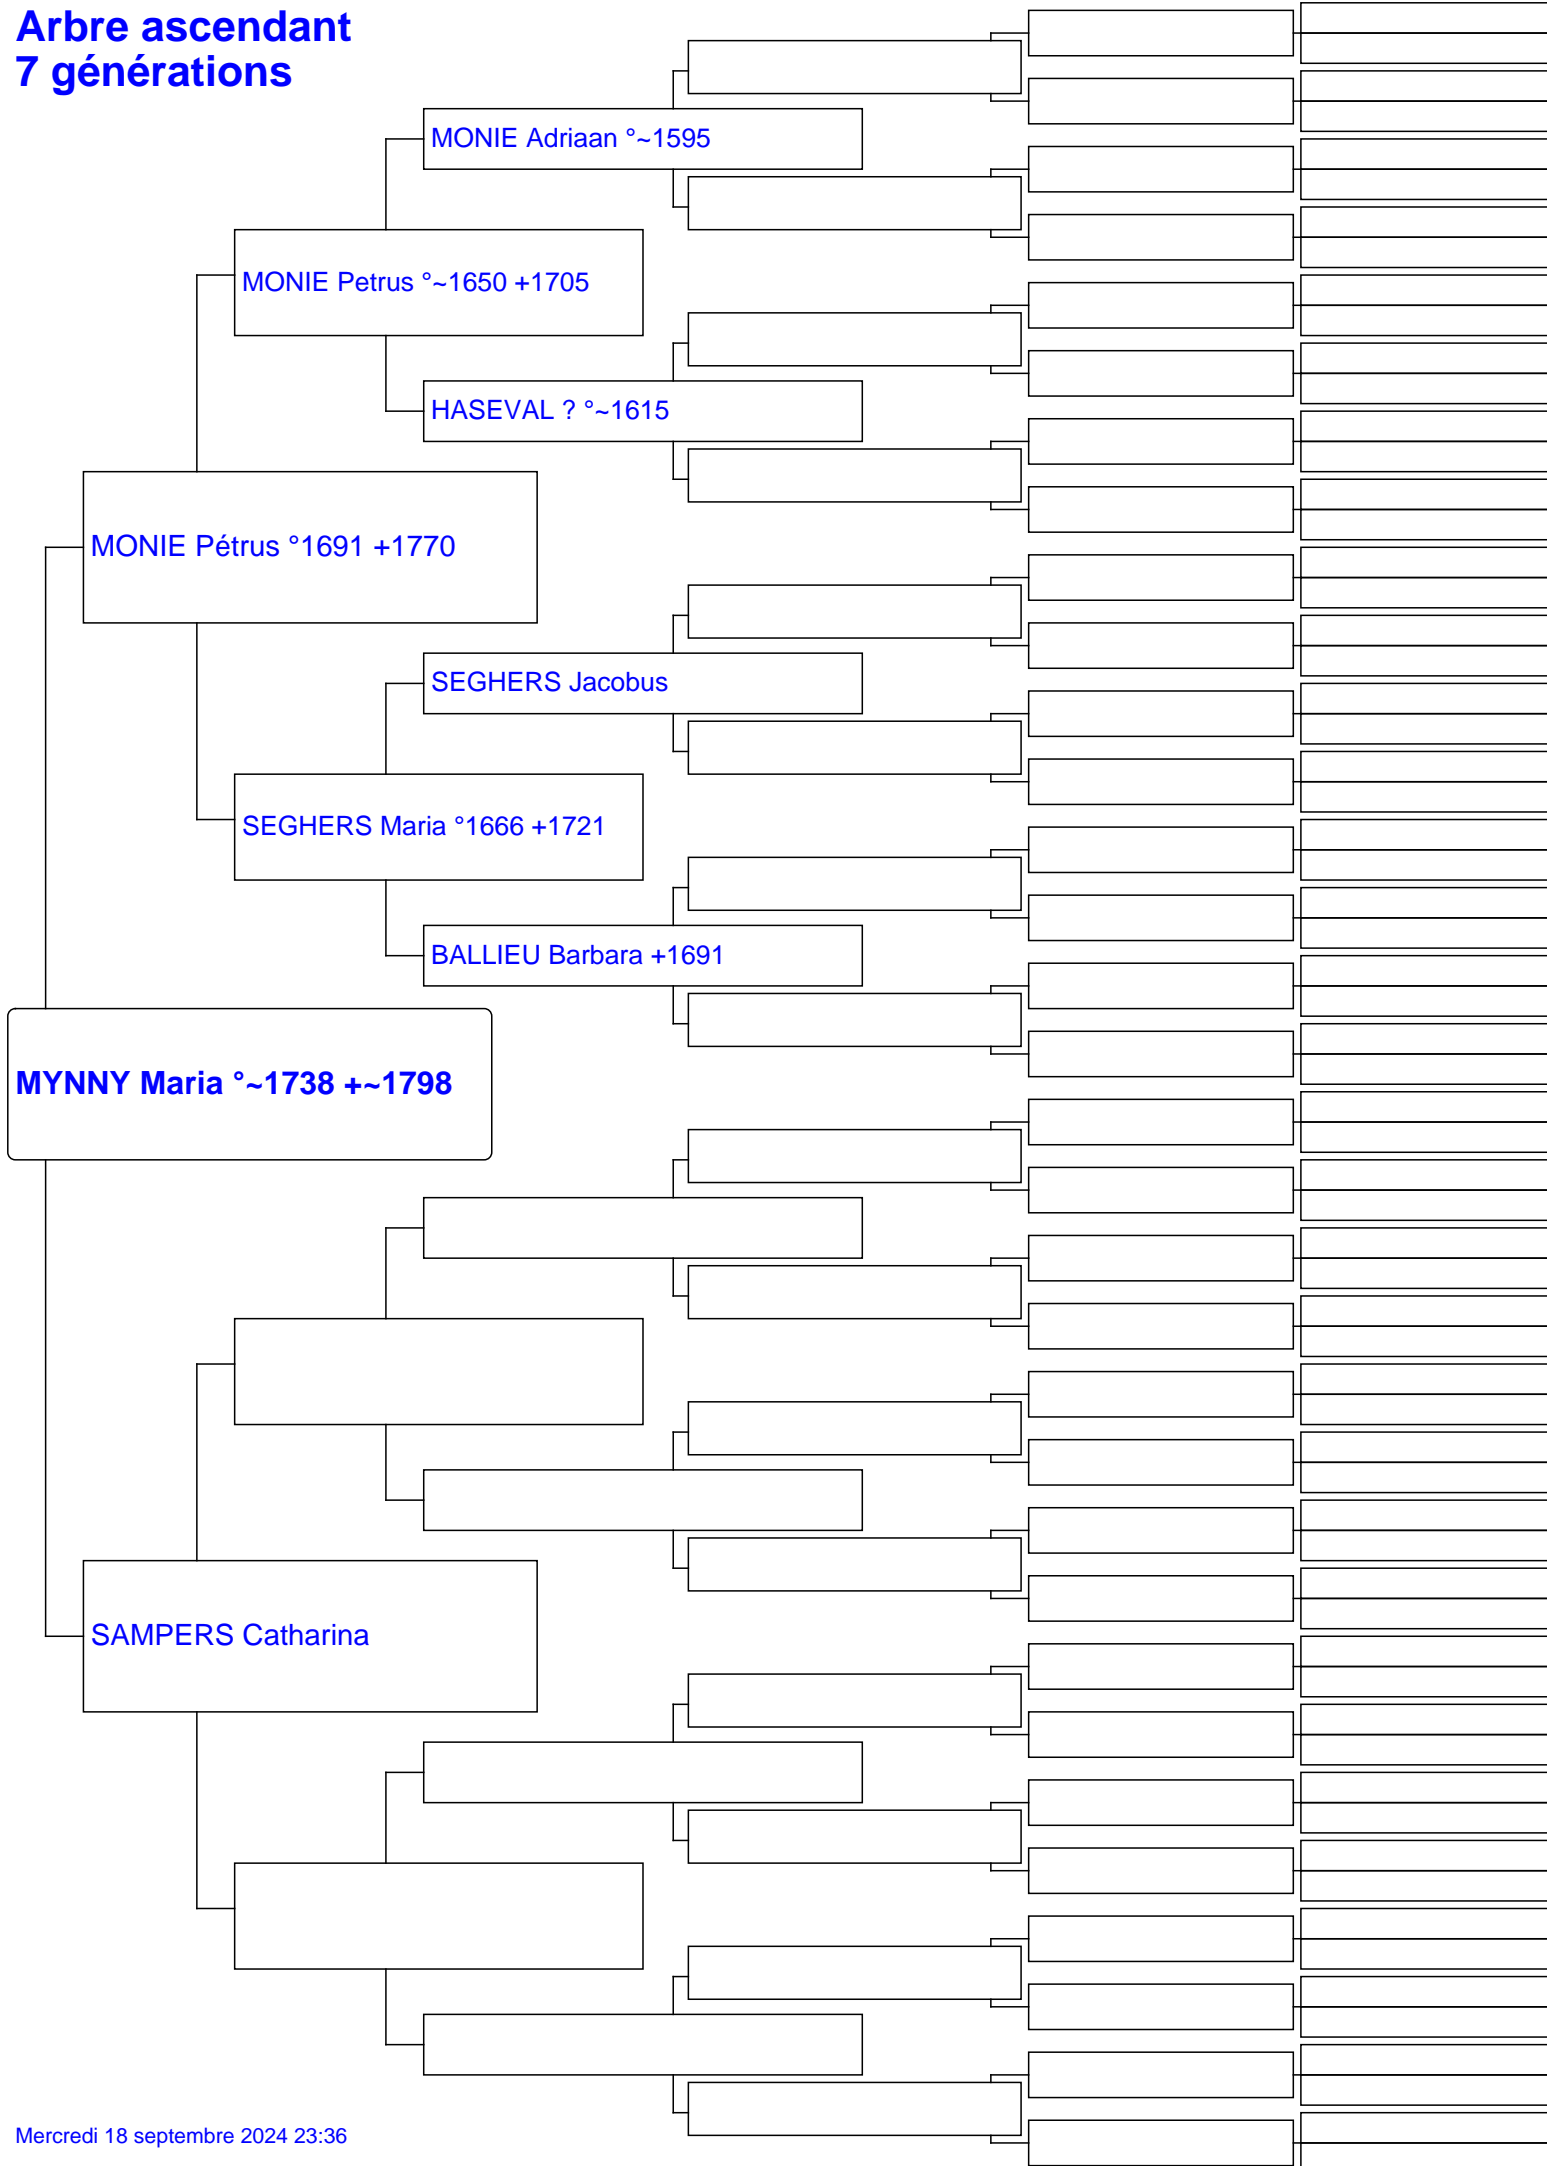 Arbre ascendant
7 générations
MONIE Adriaan °~1595
MONIE Petrus °~1650 +1705
HASEVAL ? °~1615
MONIE Pétrus °1691 +1770
SEGHERS Jacobus
SEGHERS Maria °1666 +1721
BALLIEU Barbara +1691
MYNNY Maria °~1738 +~1798
SAMPERS Catharina
Mercredi 18 septembre 2024 23:36